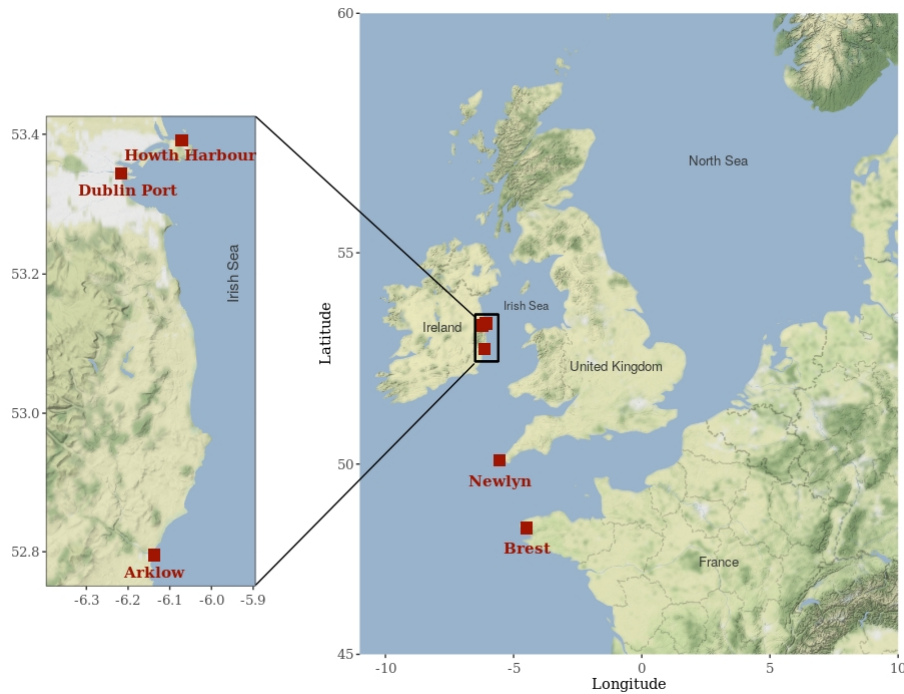 60
53.4
Howth Harbour
Dublin Port
North Sea
53.2
Irish Sea
55
Latitude
Irish Sea
Ireland
United Kingdom
53.0
50
Newlyn
52.8
Arklow
Brest
France
-6.3 -6.2 -6.1 -6.0 -5.9
45
-10 -5 0 5 10
Longitude